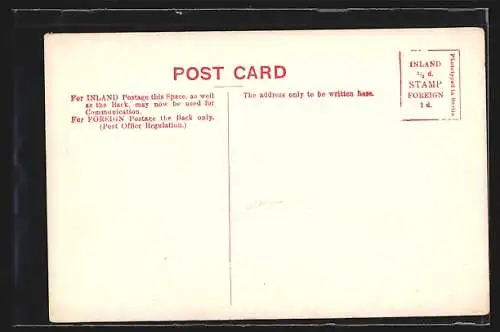 POST CARD
For INLAND Postage this Space, as well
as the Back, may now be used for
Communication.
For FOREIGN Postage the Back only.
(Post Office Regulation.)
The address only to be written here.
INLAND
½ d.
STAMP
FOREIGN
1 d.
Phototyped in Berlin